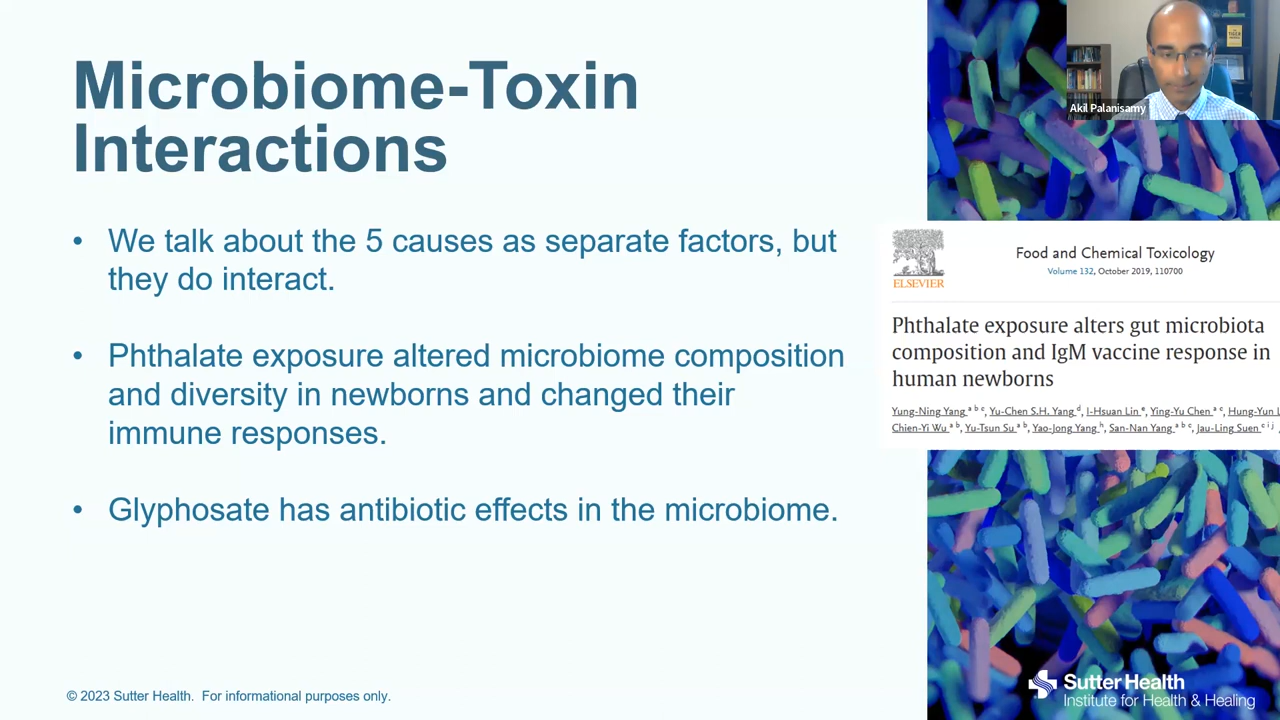 Microbiome-Toxin
Interactions
• We talk about the 5 causes as separate factors, but
they do interact.
• Phthalate exposure altered microbiome composition
and diversity in newborns and changed their
immune responses.
• Glyphosate has antibiotic effects in the microbiome.
© 2023 Sutter Health. For informational purposes only.
Akil Palanisamy
ELSEVIER
Food and Chemical Toxicology
Volume 132, October 2019, 110700
Phthalate exposure alters gut microbiota
composition and IgM vaccine response in
human newborns
Yung-Ning Yang a b c, Yu-Chen S.H. Yang d, I-Hsuan Lin e, Ying-Yu Chen a c, Hung-Yun L
Chien-Yi Wu a b, Yu-Tsun Su a b, Yao-Jong Yang h, San-Nan Yang a b c, Jau-Ling Suen c i j,
Sutter Health
Institute for Health & Healing